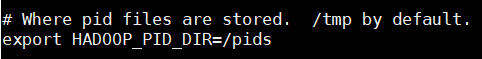 # Where pid files are stored.  /tmp by default.
export HADOOP_PID_DIR=/pids